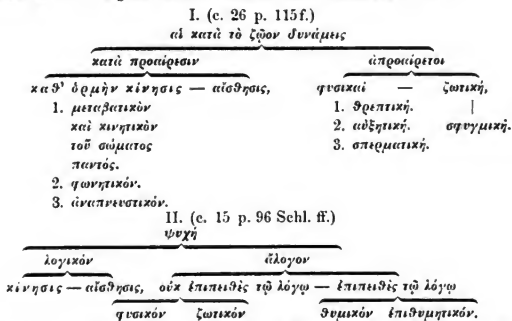 I. (c. 26 p. 115 f.)
αἱ κατὰ τὸ ζῷον δυνάμεις
κατὰ προαίρεσιν ἀπροαίρετοι
καθ' ὁρμὴν κίνησις — αἴσθησις, φυσικαί — ζωτική,
1. μεταβατικὸν 1. θρεπτική. |
καὶ κινητικὸν 2. αὐξητική. σφυγμική.
τοῦ σώματος 3. σπερματική.
παντός.
2. φωνητικόν.
3. ἀναπνευστικόν.
II. (c. 15 p. 96 Schl. ff.)
ψυχή
λογικόν ἄλογον
κίνησις — αἴσθησις, οὐκ ἐπιπειθὲς τῷ λόγῳ — ἐπιπειθὲς τῷ λόγῳ
φυσικόν ζωτικόν θυμικόν ἐπιθυμητικόν.